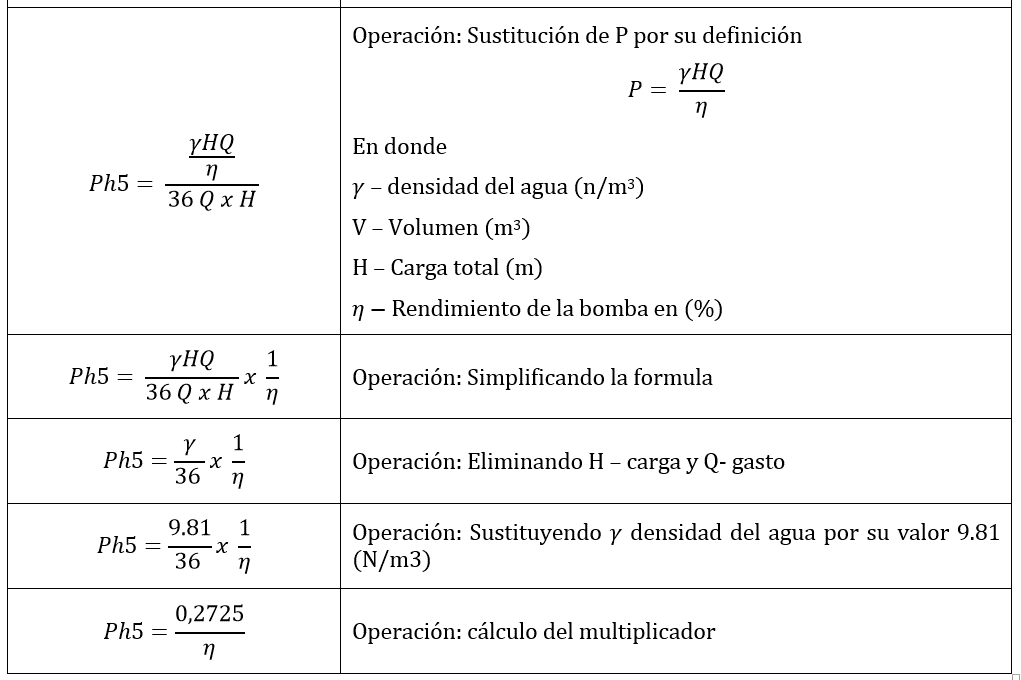 Operación: Sustitución de P por su definición
P = γHQ / η
Ph5 = (γHQ / η) / (36 Q x H)
En donde
γ – densidad del agua (n/m³)
V – Volumen (m³)
H – Carga total (m)
η – Rendimiento de la bomba en (%)
Ph5 = γHQ / (36 Q x H) x 1/η
Operación: Simplificando la formula
Ph5 = γ/36 x 1/η
Operación: Eliminando H – carga y Q- gasto
Ph5 = 9.81/36 x 1/η
Operación: Sustituyendo γ densidad del agua por su valor 9.81
(N/m3)
Ph5 = 0,2725/η
Operación: cálculo del multiplicador